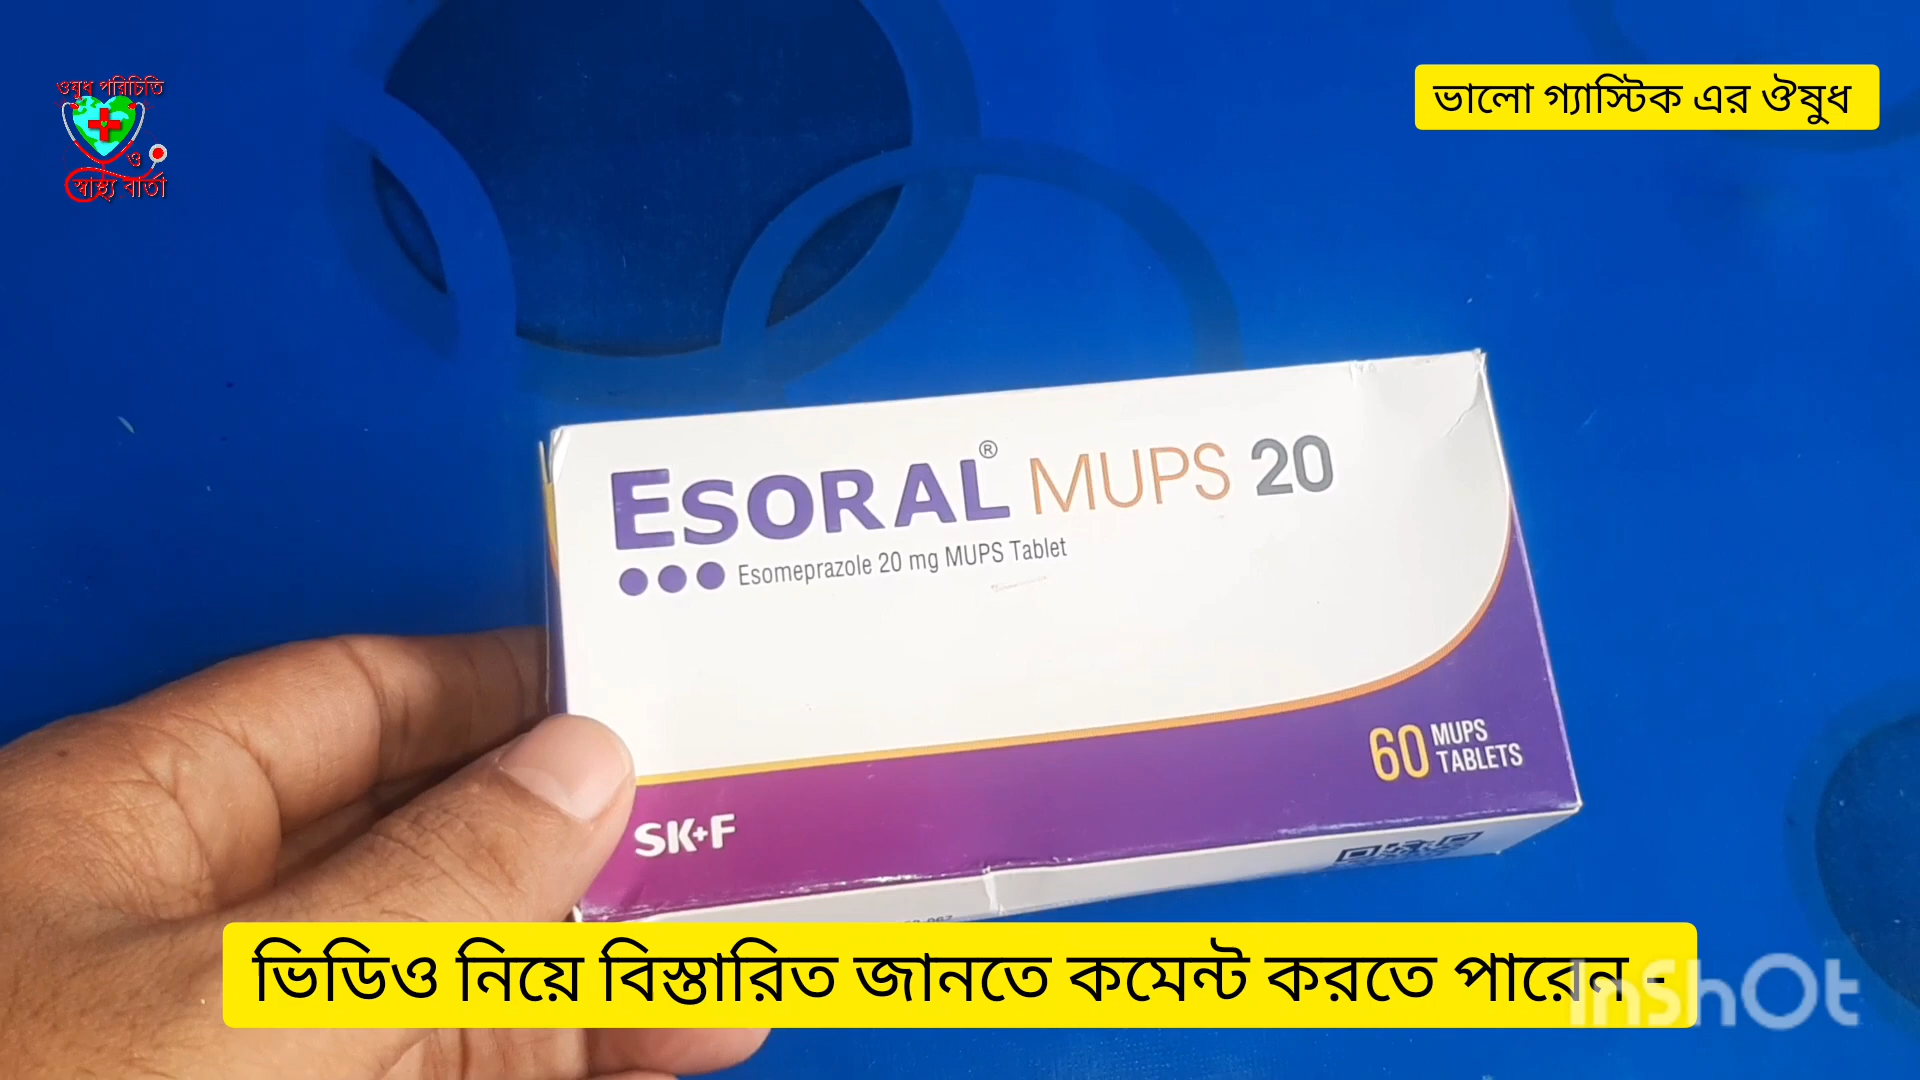 ওষুধ পরিচিতি
ও
স্বাস্থ্য বার্তা
ভালো গ্যাস্টিক এর ঔষুধ
ESORAL® MUPS 20
Esomeprazole 20 mg MUPS Tablet
60 MUPS
TABLETS
SK+F
ভিডিও নিয়ে বিস্তারিত জানতে কমেন্ট করতে পারেন -
InShOt